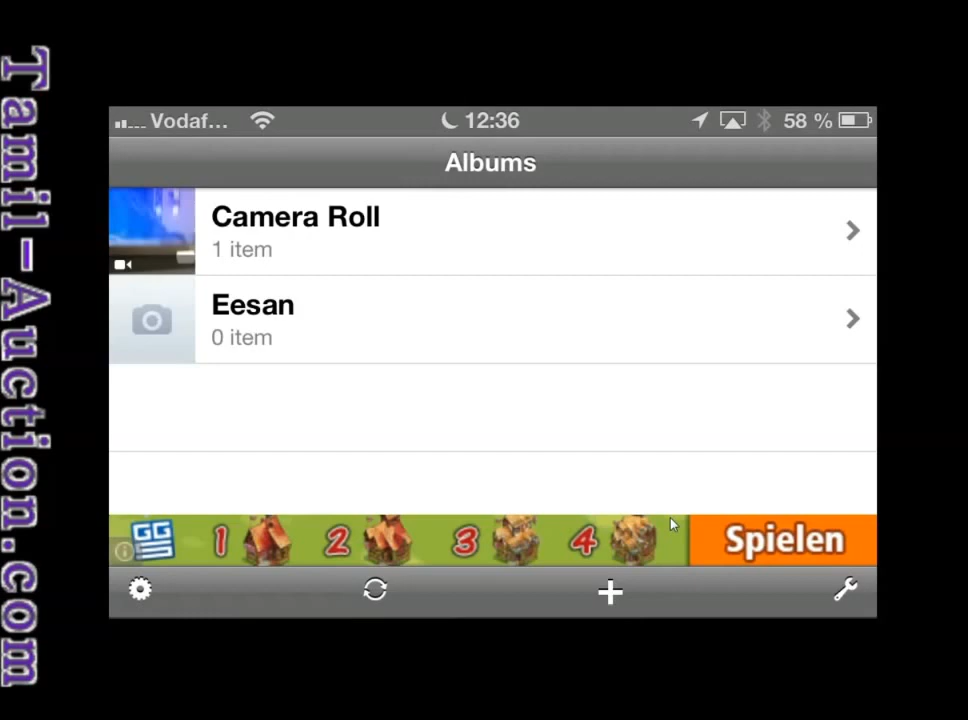 Tamil-Auction.com
Vodaf... 12:36 58 %
Albums
Camera Roll
1 item
Eesan
0 item
GGS 1 2 3 4 Spielen